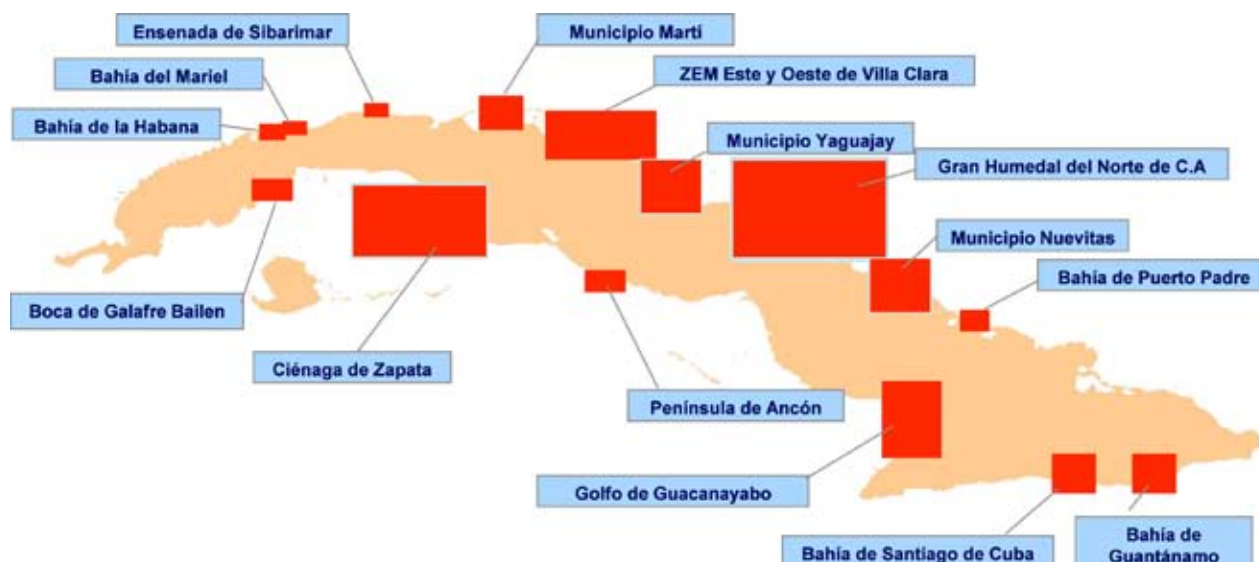 Ensenada de Sibarimar
Municipio Martí
Bahía del Mariel
ZEM Este y Oeste de Villa Clara
Bahía de la Habana
Municipio Yaguajay
Gran Humedal del Norte de C.A
Municipio Nuevitas
Bahía de Puerto Padre
Boca de Galafre Bailen
Ciénaga de Zapata
Península de Ancón
Golfo de Guacanayabo
Bahía de Santiago de Cuba
Bahía de
Guantánamo